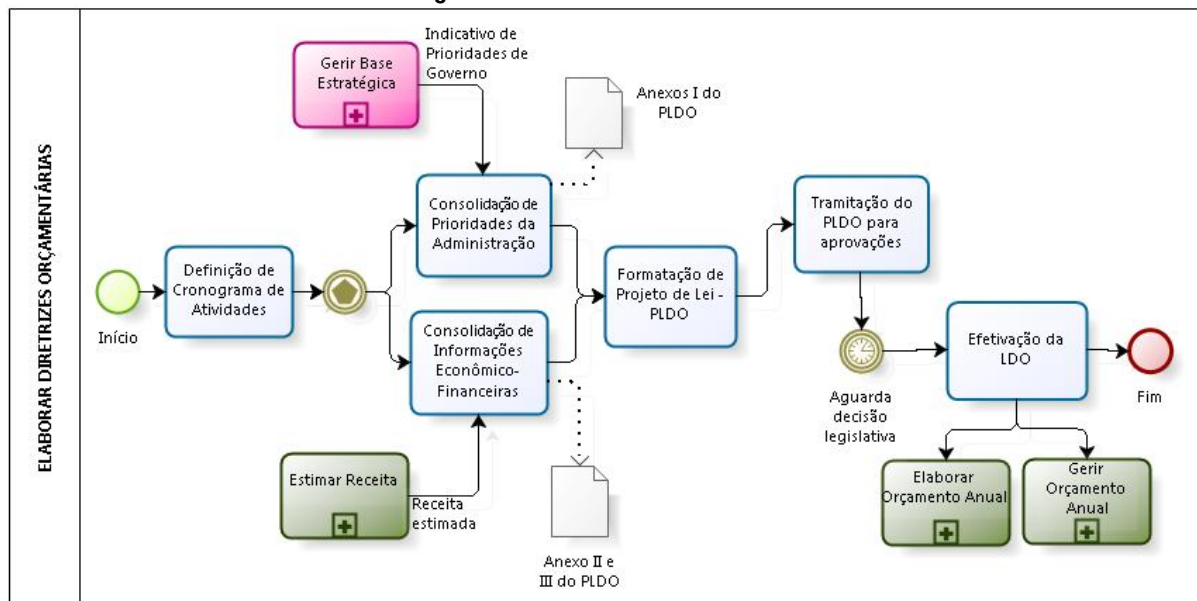 ELABORAR DIRETRIZES ORÇAMENTÁRIAS
Início
Definição de
Cronograma de
Atividades
Gerir Base
Estratégica
Indicativo de
Prioridades de
Governo
Consolidação de
Prioridades da
Administração
Anexos I do
PLDO
Consolidação de
Informações
Econômico-
Financeiras
Estimar Receita
Receita
estimada
Anexo II e
III do PLDO
Formatação de
Projeto de Lei -
PLDO
Tramitação do
PLDO para
aprovações
Aguarda
decisão
legislativa
Efetivação da
LDO
Fim
Elaborar
Orçamento Anual
Gerir
Orçamento
Anual